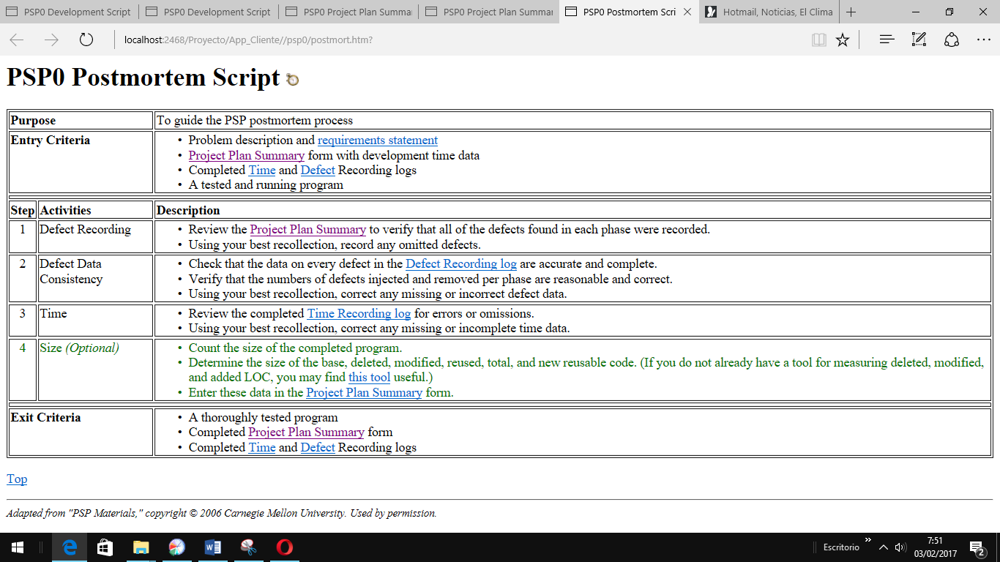 PSP0 Development Script
PSP0 Development Script
PSP0 Project Plan Summar
PSP0 Project Plan Summar
PSP0 Postmortem Scri
Hotmail, Noticias, El Clima
localhost:2468/Proyecto/App_Cliente//psp0/postmort.htm?
PSP0 Postmortem Script
Purpose To guide the PSP postmortem process
Entry Criteria • Problem description and requirements statement
• Project Plan Summary form with development time data
• Completed Time and Defect Recording logs
• A tested and running program
Step Activities Description
1 Defect Recording • Review the Project Plan Summary to verify that all of the defects found in each phase were recorded.
• Using your best recollection, record any omitted defects.
2 Defect Data • Check that the data on every defect in the Defect Recording log are accurate and complete.
Consistency • Verify that the numbers of defects injected and removed per phase are reasonable and correct.
• Using your best recollection, correct any missing or incorrect defect data.
3 Time • Review the completed Time Recording log for errors or omissions.
• Using your best recollection, correct any missing or incomplete time data.
4 Size (Optional) • Count the size of the completed program.
• Determine the size of the base, deleted, modified, reused, total, and new reusable code. (If you do not already have a tool for measuring deleted, modified,
and added LOC, you may find this tool useful.)
• Enter these data in the Project Plan Summary form.
Exit Criteria • A thoroughly tested program
• Completed Project Plan Summary form
• Completed Time and Defect Recording logs
Top
Adapted from "PSP Materials," copyright © 2006 Carnegie Mellon University. Used by permission.
Escritorio
7:51
03/02/2017
2